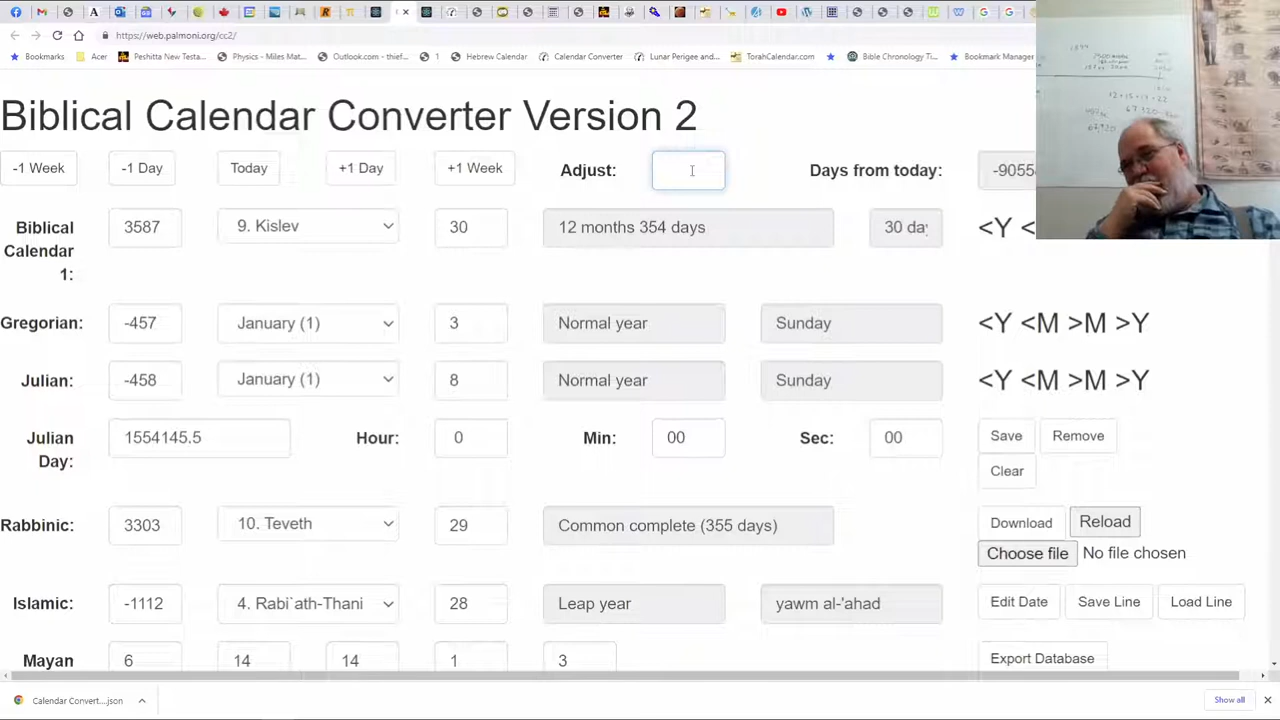 https://web.palmoni.org/cc2/
Bookmarks Acer Peshitta New Testa... Physics – Miles Mat... Outlook.com - thief... 1 Hebrew Calendar Calendar Converter Lunar Perigee and... TorahCalendar.com Bible Chronology Ti... Bookmark Manager
Biblical Calendar Converter Version 2
-1 Week -1 Day Today +1 Day +1 Week Adjust: Days from today: -9055
Biblical Calendar 1: 3587 9. Kislev 30 12 months 354 days 30 day <Y
Gregorian: -457 January (1) 3 Normal year Sunday <Y <M >M >Y
Julian: -458 January (1) 8 Normal year Sunday <Y <M >M >Y
Julian Day: 1554145.5 Hour: 0 Min: 00 Sec: 00 Save Remove
Clear
Rabbinic: 3303 10. Teveth 29 Common complete (355 days) Download Reload
Choose file No file chosen
Islamic: -1112 4. Rabi`ath-Thani 28 Leap year yawm al-'ahad Edit Date Save Line Load Line
Mayan 6 14 14 1 3 Export Database
Calendar Convert....json Show all